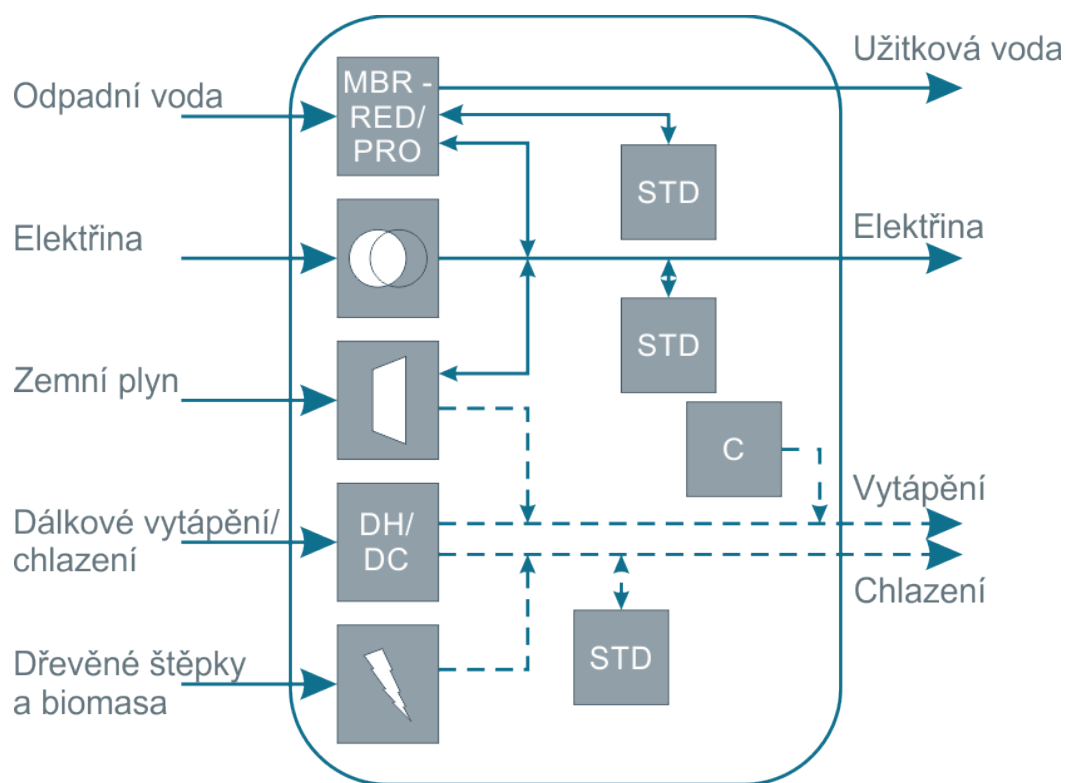 Odpadní voda
MBR -
RED/
PRO
Užitková voda
STD
Elektřina
Elektřina
STD
Zemní plyn
C
Vytápění
Dálkové vytápění/
chlazení
DH/
DC
Chlazení
STD
Dřevěné štěpky
a biomasa